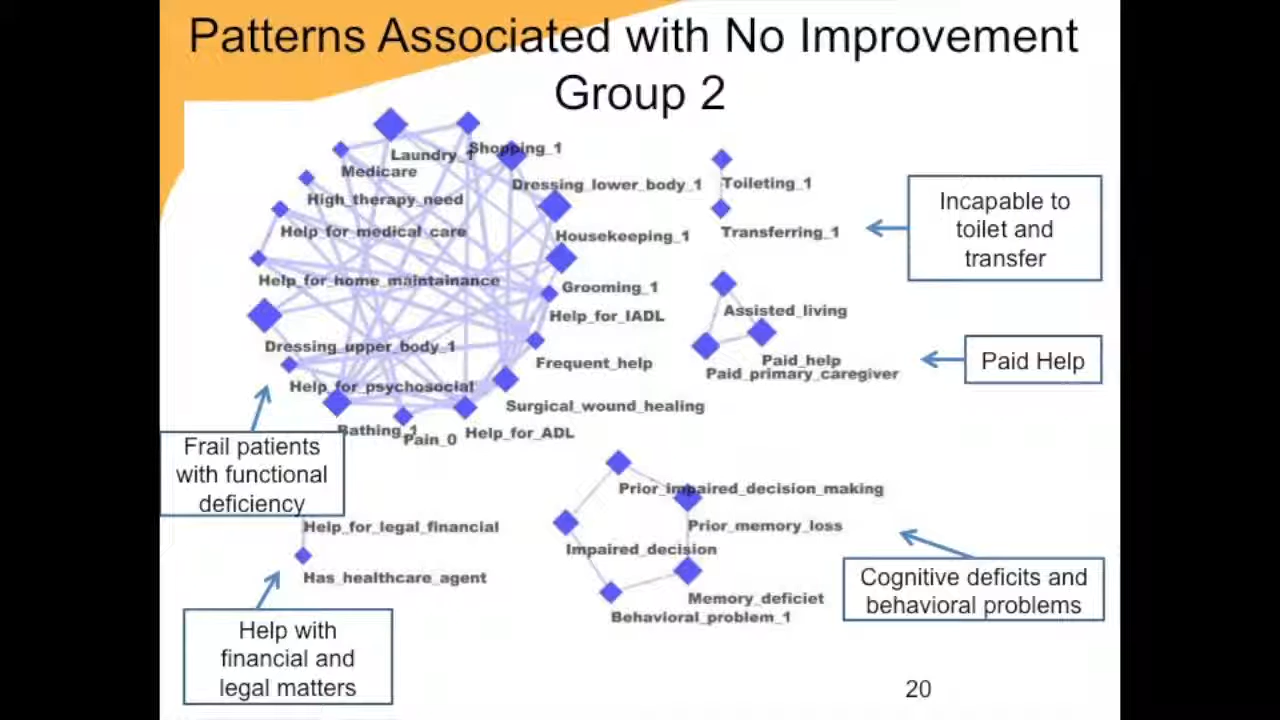 Patterns Associated with No Improvement
Group 2
Laundry_1
Shopping_1
Medicare
Dressing_lower_body_1
High_therapy_need
Help_for_medical_care
Housekeeping_1
Help_for_home_maintainance
Grooming_1
Help_for_IADL
Dressing_upper_body_1
Frequent_help
Help_for_psychosocial
Surgical_wound_healing
Bathing_1
Pain_0
Help_for_ADL
Toileting_1
Transferring_1
Incapable to
toilet and
transfer
Assisted_living
Paid_help
Paid_primary_caregiver
Paid Help
Frail patients
with functional
deficiency
Help_for_legal_financial
Has_healthcare_agent
Help with
financial and
legal matters
Prior_impaired_decision_making
Prior_memory_loss
Impaired_decision
Memory_deficiet
Behavioral_problem_1
Cognitive deficits and
behavioral problems
20